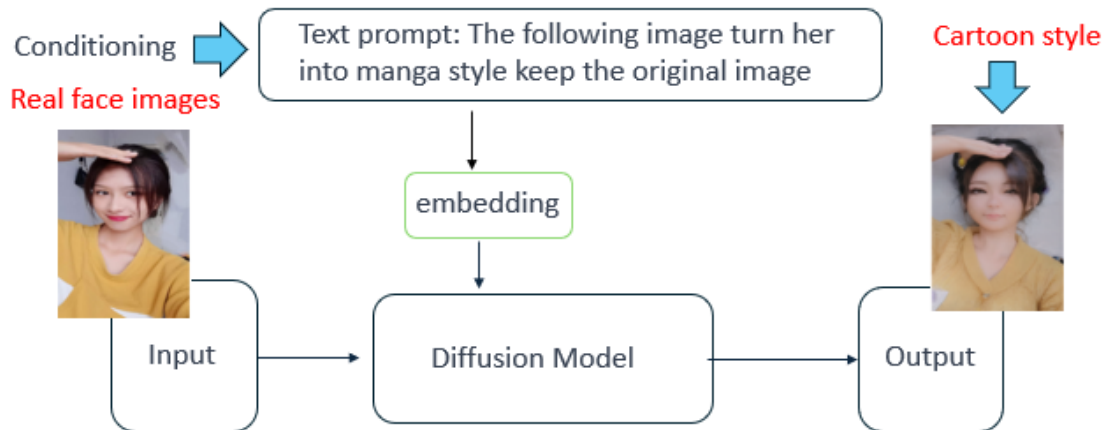 Conditioning
Text prompt: The following image turn her
into manga style keep the original image
Cartoon style
Real face images
embedding
Input
Diffusion Model
Output